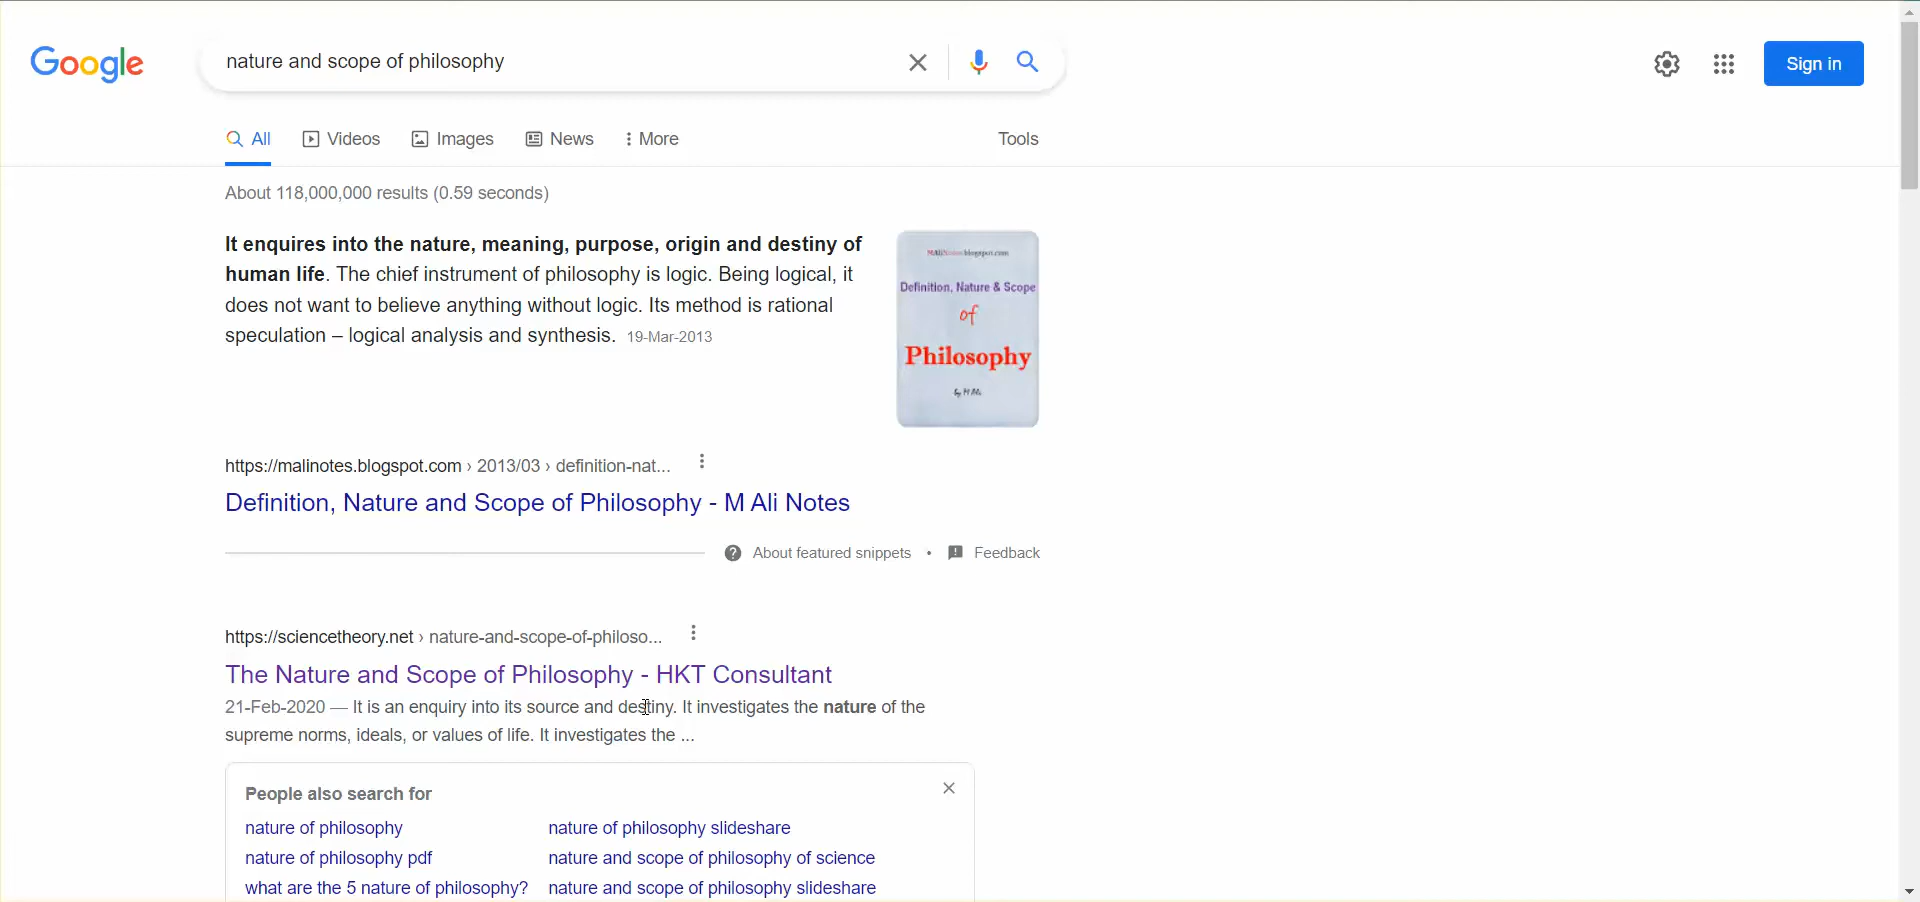 Google
nature and scope of philosophy
Sign in
All
Videos
Images
News
More
Tools
About 118,000,000 results (0.59 seconds)
It enquires into the nature, meaning, purpose, origin and destiny of
human life. The chief instrument of philosophy is logic. Being logical, it
does not want to believe anything without logic. Its method is rational
speculation – logical analysis and synthesis. 19-Mar-2013
MAliNotes.blogspot.com
Definition, Nature & Scope
of
Philosophy
by M Ali
https://malinotes.blogspot.com › 2013/03 › definition-nat...
Definition, Nature and Scope of Philosophy - M Ali Notes
About featured snippets • Feedback
https://sciencetheory.net › nature-and-scope-of-philoso...
The Nature and Scope of Philosophy - HKT Consultant
21-Feb-2020 — It is an enquiry into its source and destiny. It investigates the nature of the
supreme norms, ideals, or values of life. It investigates the ...
People also search for
nature of philosophy
nature of philosophy slideshare
nature of philosophy pdf
nature and scope of philosophy of science
what are the 5 nature of philosophy?
nature and scope of philosophy slideshare